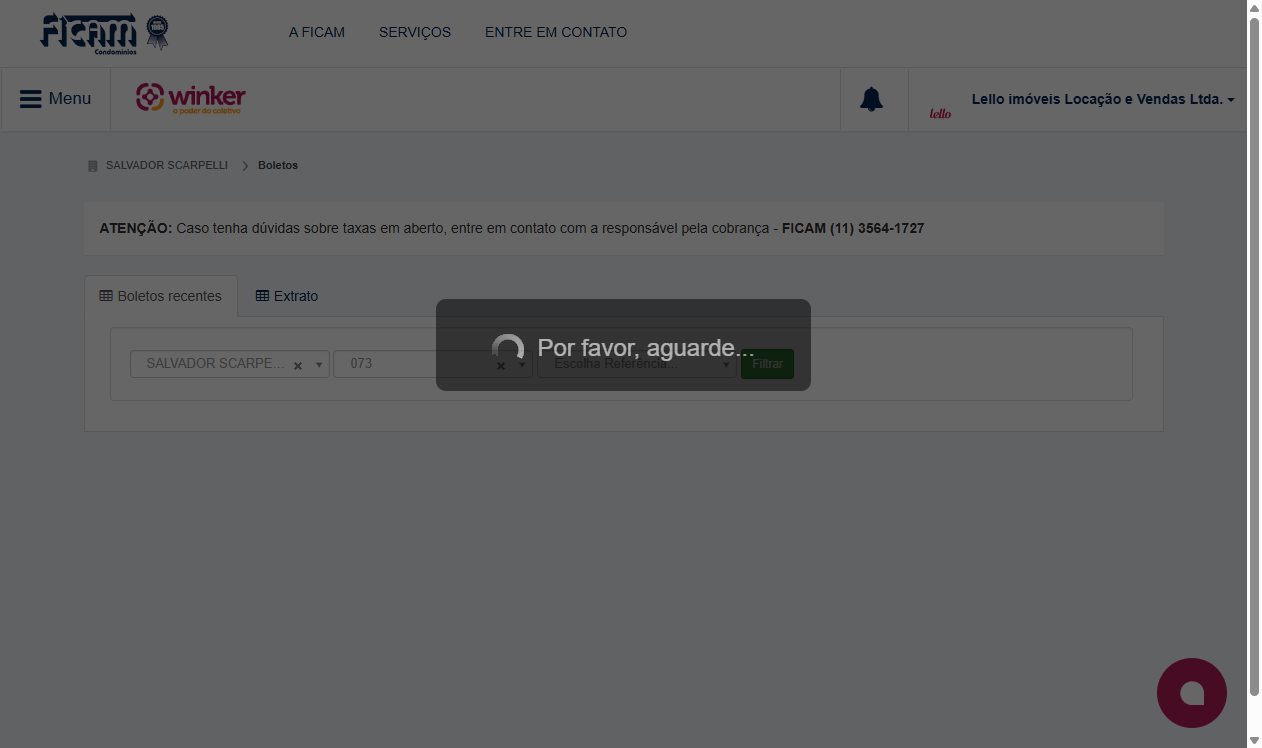 FICAM
Condomínios
A FICAM
SERVIÇOS
ENTRE EM CONTATO
Menu
winker
o poder do coletivo
lello
Lello imóveis Locação e Vendas Ltda.
SALVADOR SCARPELLI
Boletos
ATENÇÃO: Caso tenha dúvidas sobre taxas em aberto, entre em contato com a responsável pela cobrança - FICAM (11) 3564-1727
Boletos recentes
Extrato
SALVADOR SCARPE...
073
Escolha Referência...
Filtrar
Por favor, aguarde...